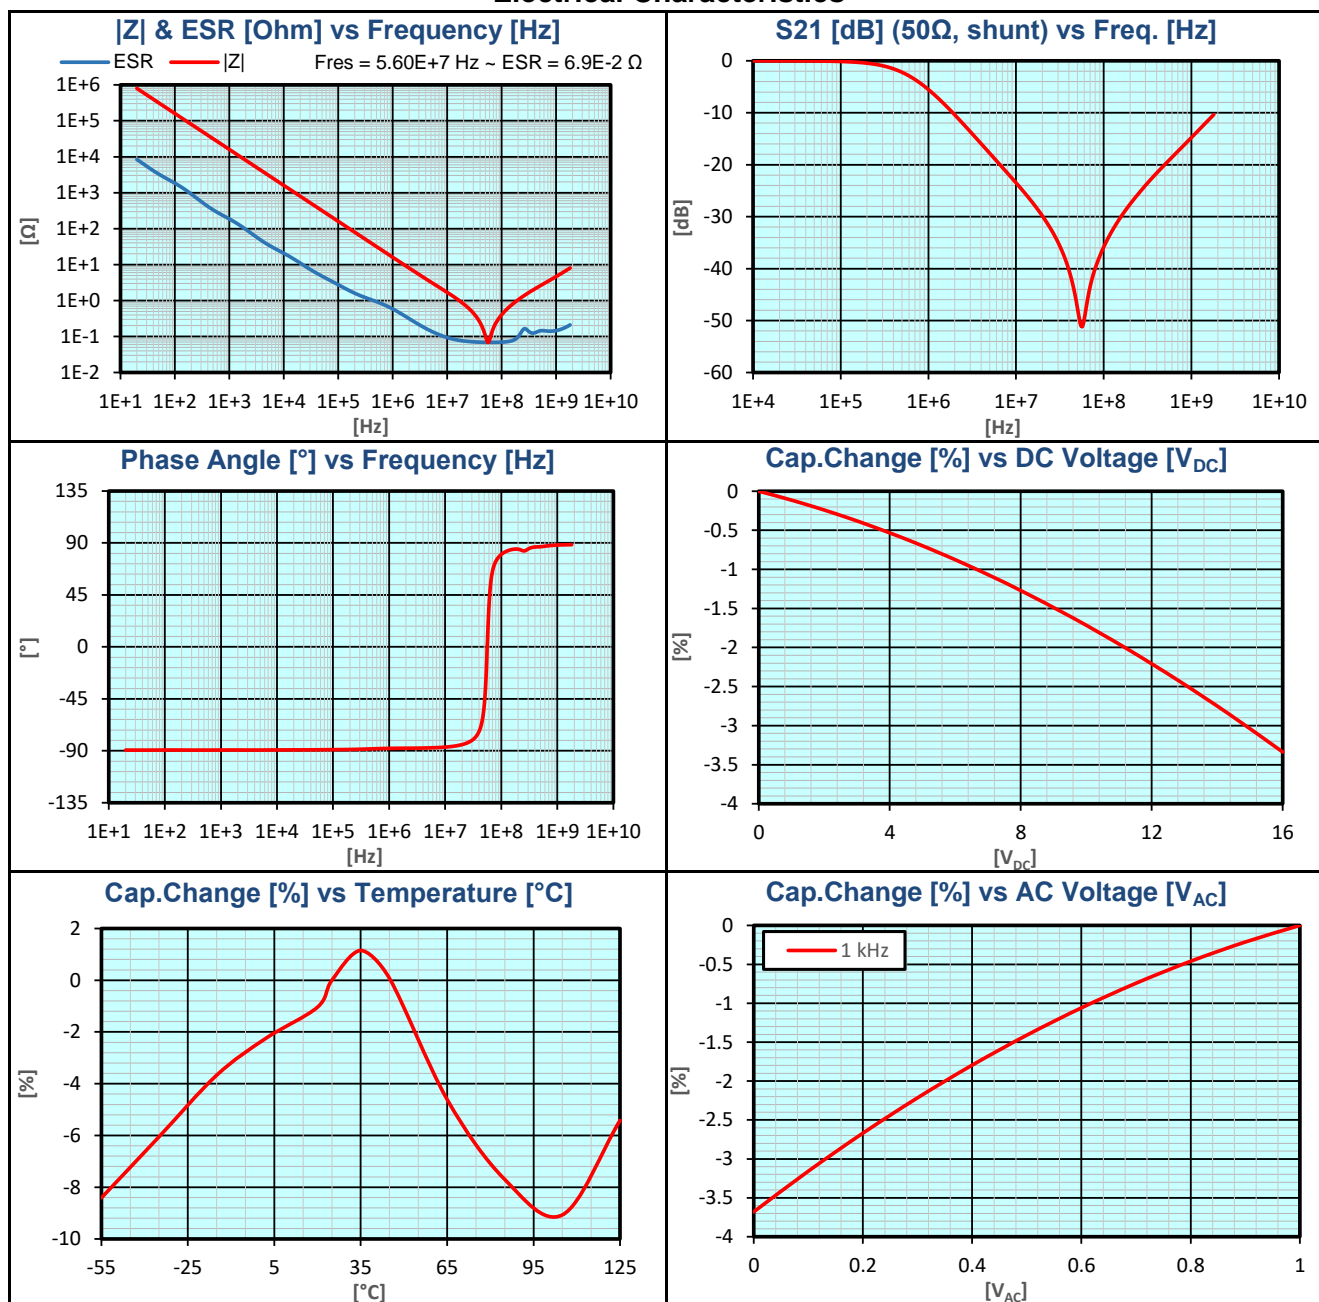 Electrical Characteristics
|Z| & ESR [Ohm] vs Frequency [Hz]
ESR |Z| Fres = 5.60E+7 Hz ~ ESR = 6.9E-2 Ω
1E+6
1E+5
1E+4
1E+3
1E+2
1E+1
1E+0
1E-1
1E-2
[Ω]
1E+1 1E+2 1E+3 1E+4 1E+5 1E+6 1E+7 1E+8 1E+9 1E+10
[Hz]
S21 [dB] (50Ω, shunt) vs Freq. [Hz]
0
-10
-20
-30
-40
-50
-60
[dB]
1E+4 1E+5 1E+6 1E+7 1E+8 1E+9 1E+10
[Hz]
Phase Angle [°] vs Frequency [Hz]
135
90
45
0
-45
-90
-135
[°]
1E+1 1E+2 1E+3 1E+4 1E+5 1E+6 1E+7 1E+8 1E+9 1E+10
[Hz]
Cap.Change [%] vs DC Voltage [VDC]
0
-0.5
-1
-1.5
-2
-2.5
-3
-3.5
-4
[%]
0 4 8 12 16
[VDC]
Cap.Change [%] vs Temperature [°C]
2
0
-2
-4
-6
-8
-10
[%]
-55 -25 5 35 65 95 125
[°C]
Cap.Change [%] vs AC Voltage [VAC]
1 kHz
0
-0.5
-1
-1.5
-2
-2.5
-3
-3.5
-4
[%]
0 0.2 0.4 0.6 0.8 1
[VAC]